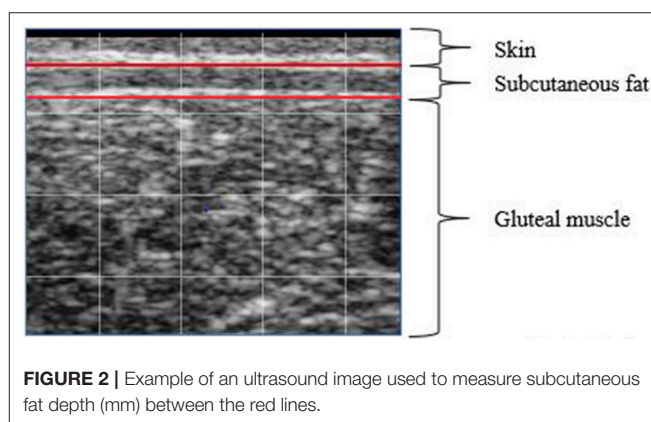 Skin
Subcutaneous fat
Gluteal muscle
FIGURE 2 | Example of an ultrasound image used to measure subcutaneous
fat depth (mm) between the red lines.